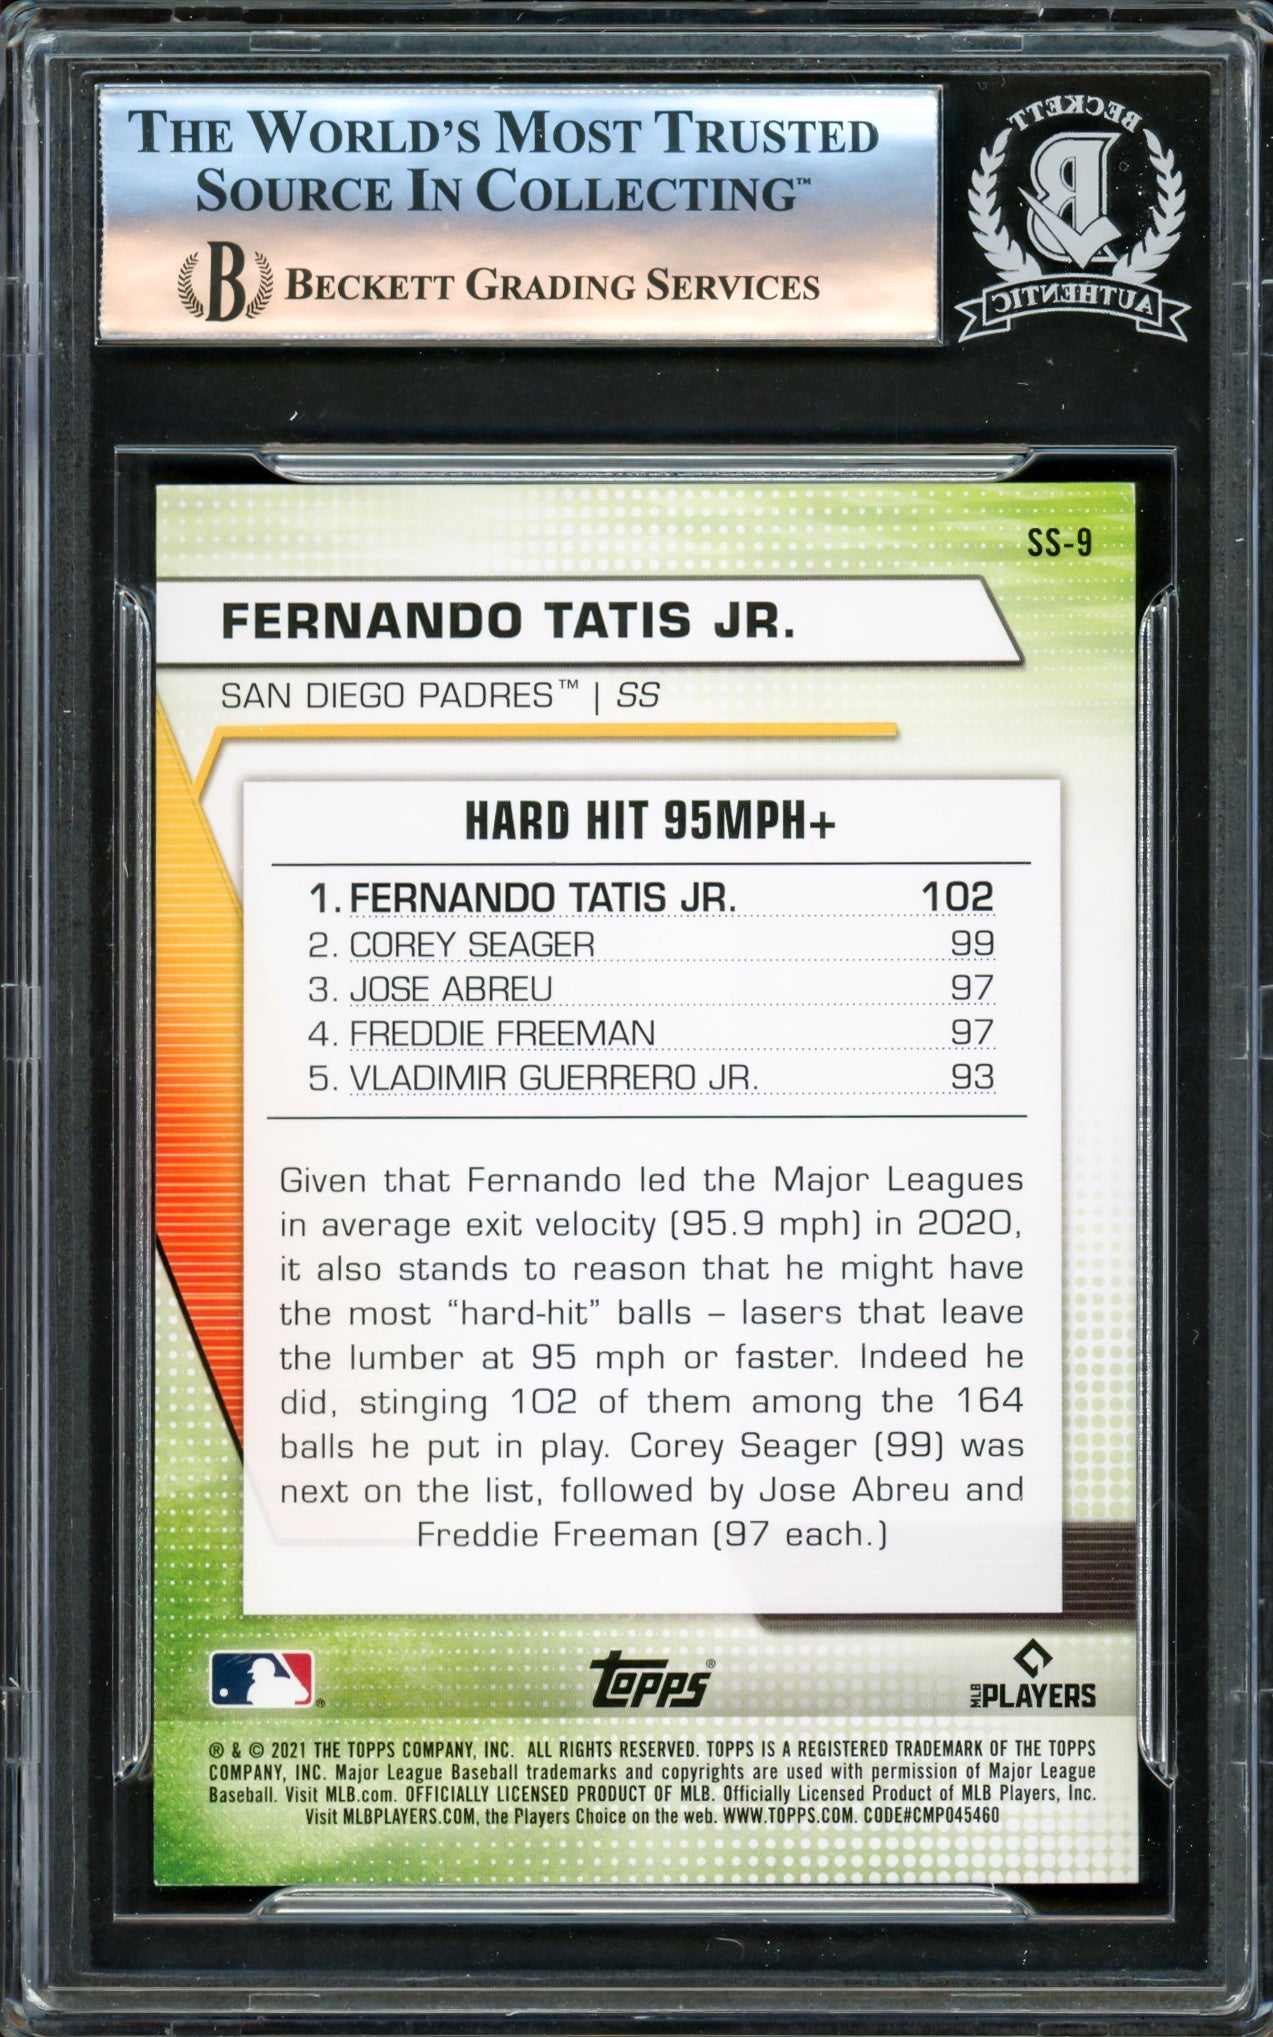 THE WORLD'S MOST TRUSTED
SOURCE IN COLLECTING™
B BECKETT GRADING SERVICES
BECKETT
B
AUTHENTIC
SS-9
FERNANDO TATIS JR.
SAN DIEGO PADRES™ | SS
HARD HIT 95MPH+
1. FERNANDO TATIS JR. 102
2. COREY SEAGER 99
3. JOSE ABREU 97
4. FREDDIE FREEMAN 97
5. VLADIMIR GUERRERO JR. 93
Given that Fernando led the Major Leagues
in average exit velocity (95.9 mph) in 2020,
it also stands to reason that he might have
the most “hard-hit” balls – lasers that leave
the lumber at 95 mph or faster. Indeed he
did, stinging 102 of them among the 164
balls he put in play. Corey Seager (99) was
next on the list, followed by Jose Abreu and
Freddie Freeman (97 each.)
Topps®
MLB PLAYERS
® & © 2021 THE TOPPS COMPANY, INC. ALL RIGHTS RESERVED. TOPPS IS A REGISTERED TRADEMARK OF THE TOPPS
COMPANY, INC. Major League Baseball trademarks and copyrights are used with permission of Major League
Baseball. Visit MLB.com. OFFICIALLY LICENSED PRODUCT OF MLB. Officially Licensed Product of MLB Players, Inc.
Visit MLBPLAYERS.COM, the Players Choice on the web. WWW.TOPPS.COM. CODE#CMP045460